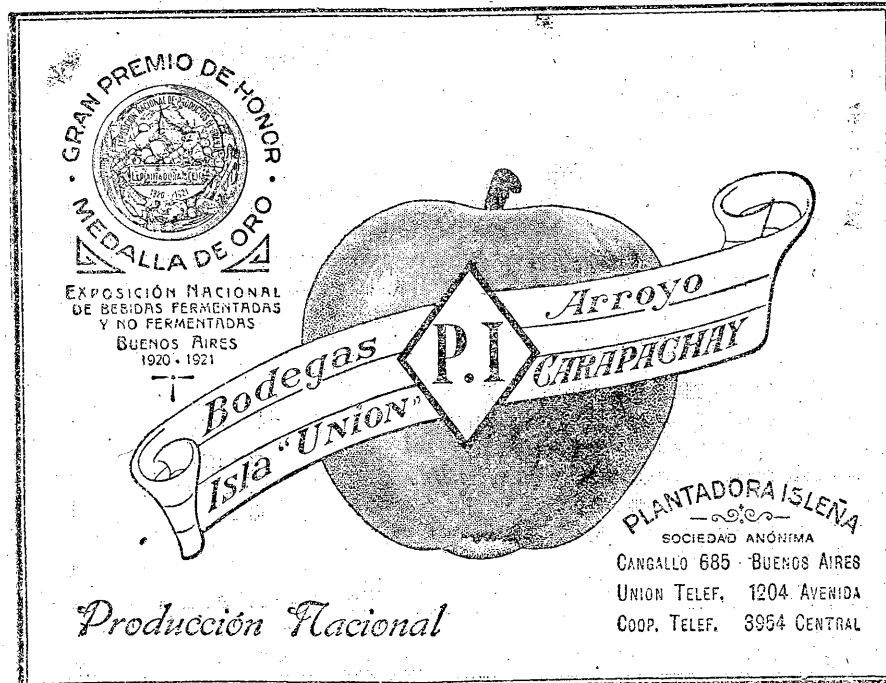 · GRAN PREMIO DE HONOR ·
MEDALLA DE ORO
1920 - 1921
EXPOSICIÓN NACIONAL
DE BEBIDAS FERMENTADAS
Y NO FERMENTADAS
BUENOS AIRES
1920 · 1921
Bodegas
Isla "UNION"
P.I
Arroyo
CARAPACHAY
PLANTADORA ISLEÑA
SOCIEDAD ANÓNIMA
CANGALLO 685 - BUENOS AIRES
UNION TELEF. 1204 AVENIDA
COOP. TELEF. 3954 CENTRAL
Producción Nacional